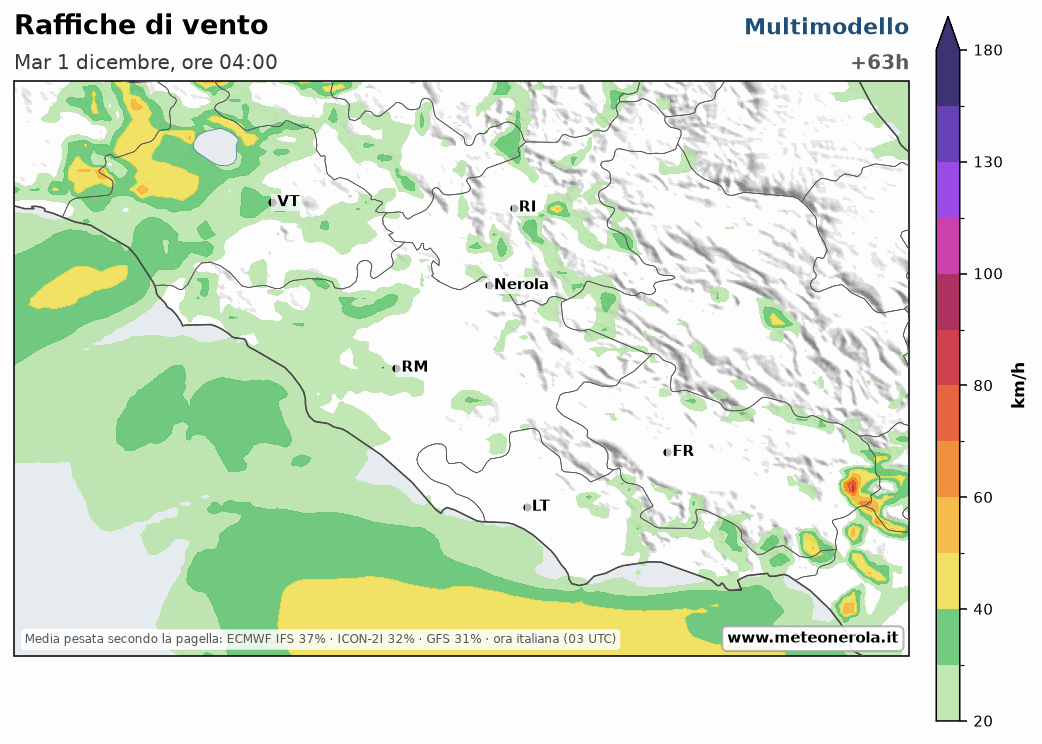 Raffiche di vento
Multimodello
Mar 1 dicembre, ore 04:00
+63h
VT
RI
Nerola
RM
FR
LT
Media pesata secondo la pagella: ECMWF IFS 37% · ICON-2I 32% · GFS 31% · ora italiana (03 UTC)
www.meteonerola.it
180
130
100
80
60
40
20
km/h